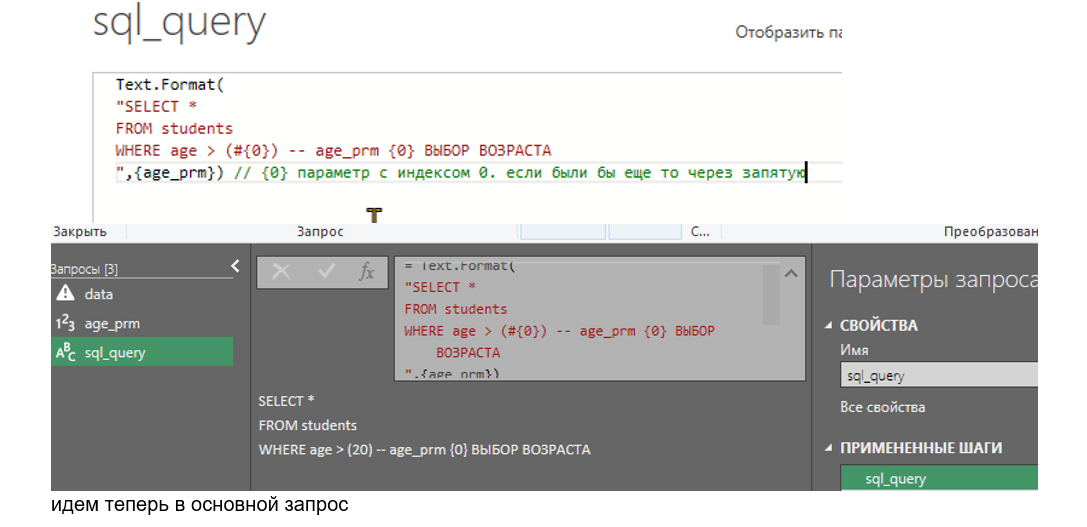 sql_query
Отобразить па
Text.Format(
"SELECT *
FROM students
WHERE age > (#{0}) -- age_prm {0} ВЫБОР ВОЗРАСТА
",{age_prm}) // {0} параметр с индексом 0. если были бы еще то через запятую
Закрыть
Запрос
С...
Преобразован
Запросы [3]
data
1²3 age_prm
ABC sql_query
fx
= Text.Format(
"SELECT *
FROM students
WHERE age > (#{0}) -- age_prm {0} ВЫБОР
ВОЗРАСТА
",{age_prm})
SELECT *
FROM students
WHERE age > (20) -- age_prm {0} ВЫБОР ВОЗРАСТА
Параметры запроса
СВОЙСТВА
Имя
sql_query
Все свойства
ПРИМЕНЕННЫЕ ШАГИ
sql_query
идем теперь в основной запрос